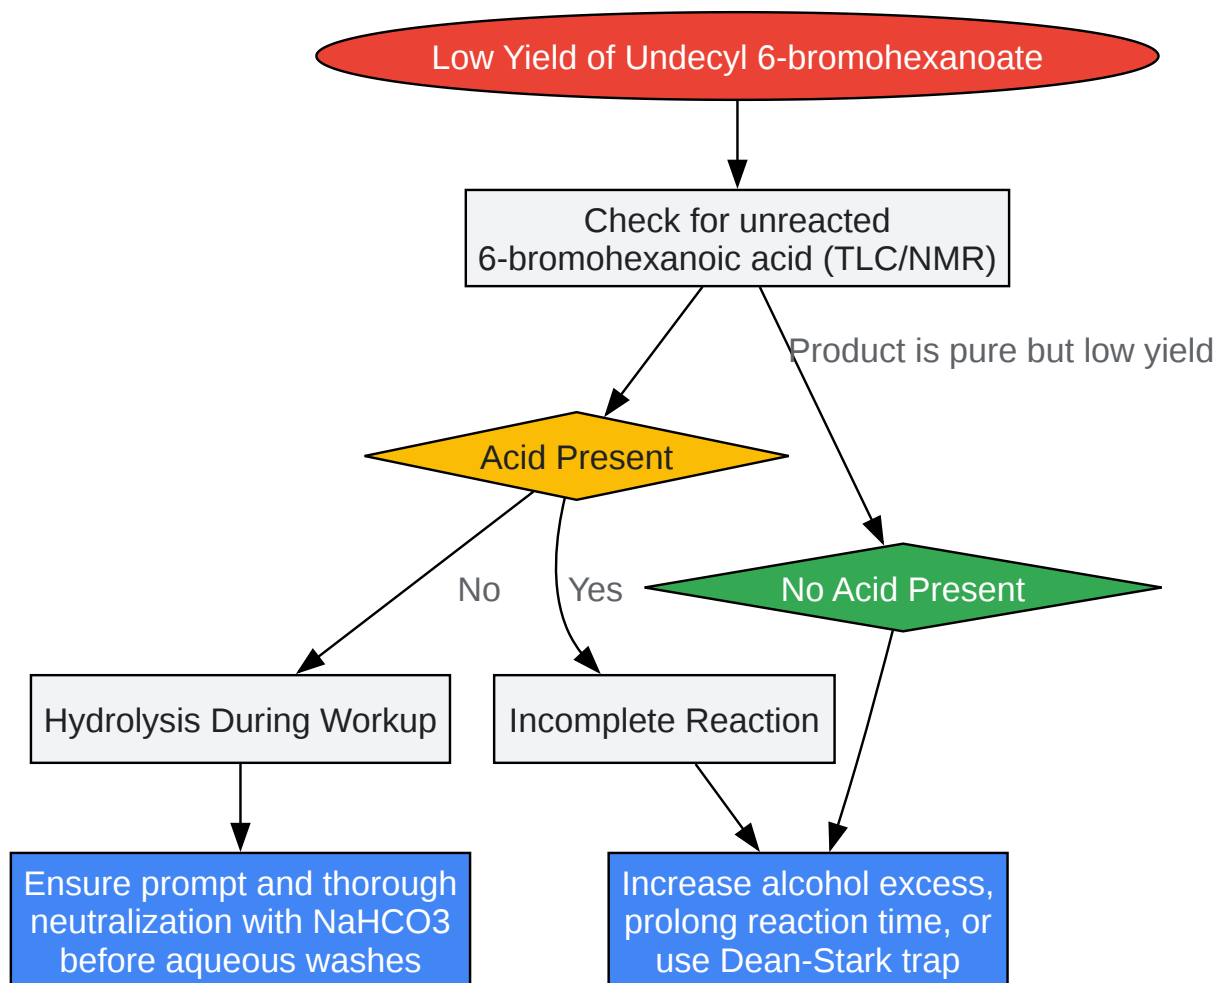 Low Yield of Undecyl 6-bromohexanoate
Check for unreacted
6-bromohexanoic acid (TLC/NMR)
Product is pure but low yield
Acid Present
No
Yes
No Acid Present
Hydrolysis During Workup
Incomplete Reaction
Ensure prompt and thorough
neutralization with NaHCO3
before aqueous washes
Increase alcohol excess,
prolong reaction time, or
use Dean-Stark trap